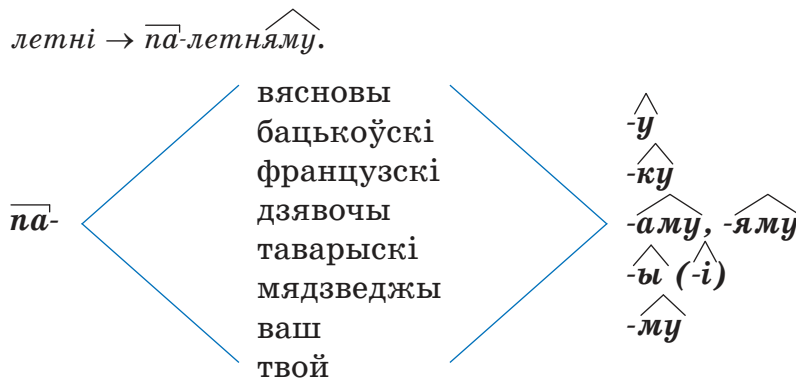 летні → па-летняму.
вясновы
бацькоўскі
французскі
дзявочы
таварыскі
мядзведжы
ваш
твой
па-
-у
-ку
-аму, -яму
-ы (-і)
-му